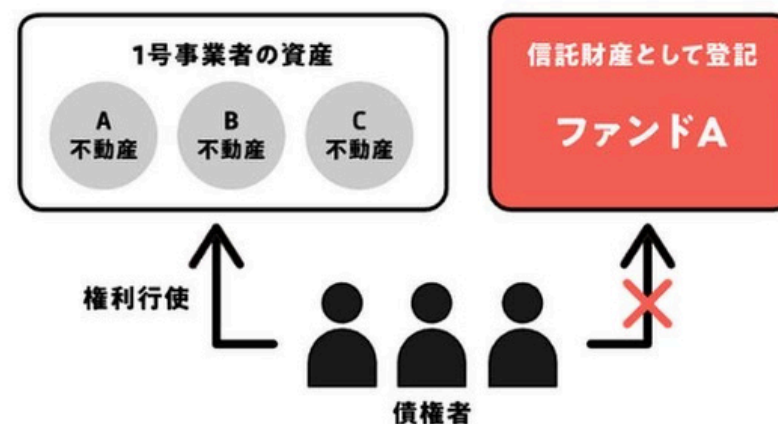 1号事業者の資産
A
不動産
B
不動産
C
不動産
信託財産として登記
ファンドA
権利行使
債権者